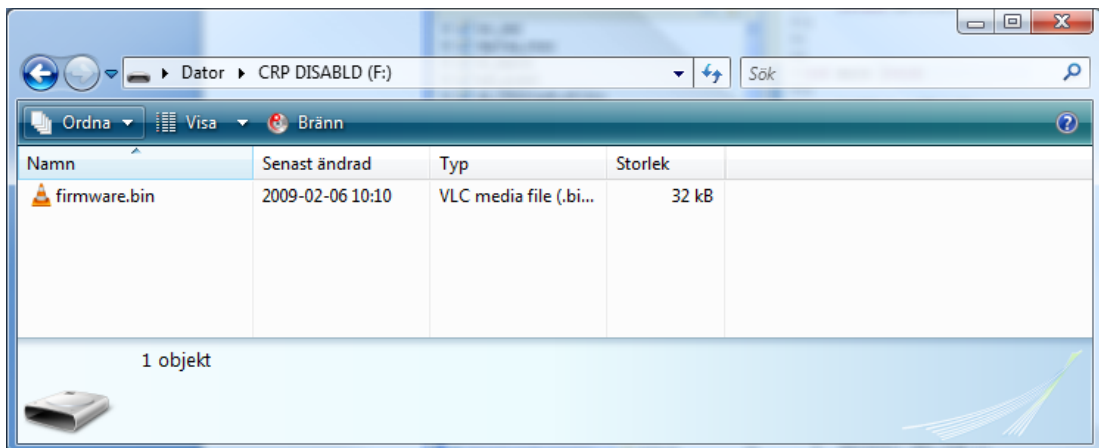 Dator CRP DISABLD (F:) Sök
Ordna Visa Bränn
Namn Senast ändrad Typ Storlek
firmware.bin 2009-02-06 10:10 VLC media file (.bi... 32 kB
1 objekt